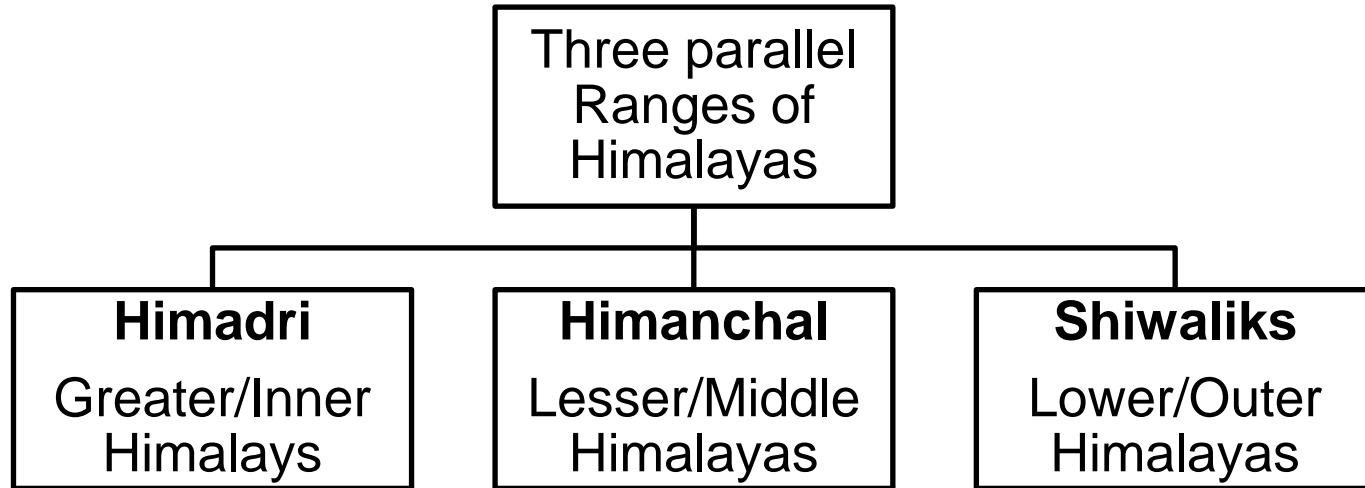 Three parallel
Ranges of
Himalayas
Himadri
Greater/Inner
Himalays
Himanchal
Lesser/Middle
Himalayas
Shiwaliks
Lower/Outer
Himalayas